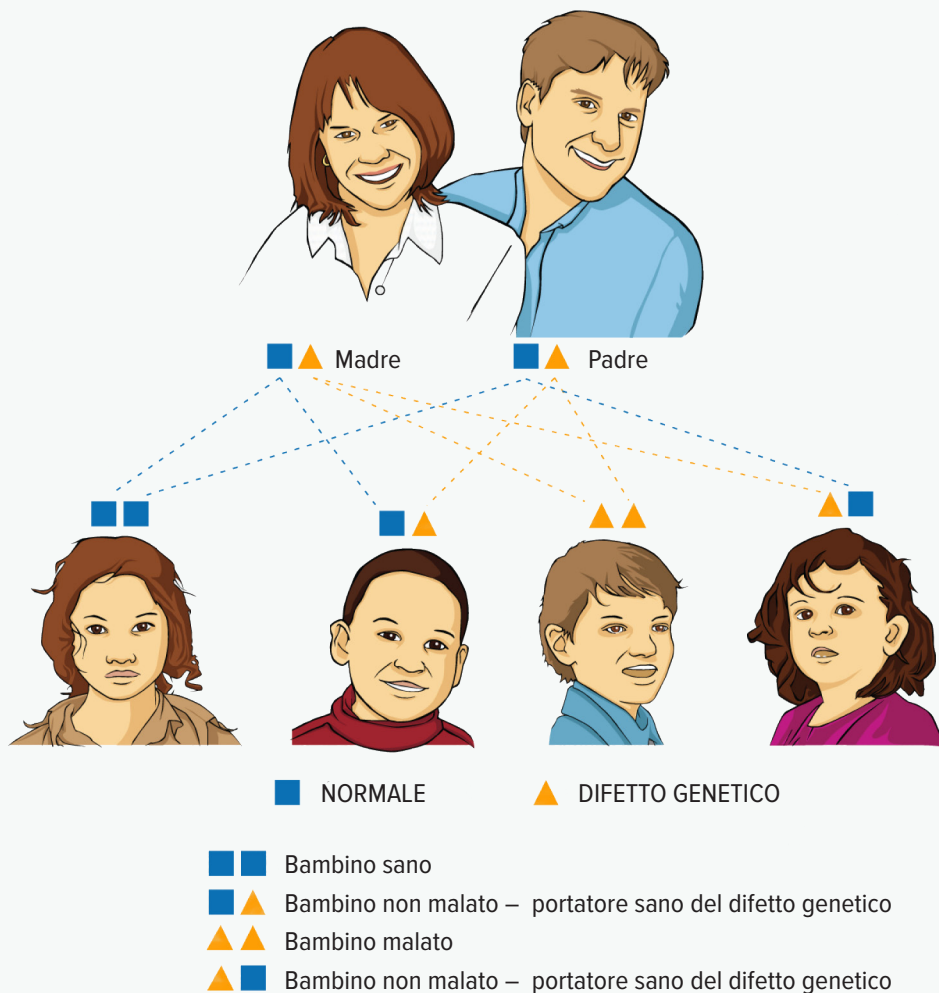 Madre
Padre
NORMALE
DIFETTO GENETICO
Bambino sano
Bambino non malato – portatore sano del difetto genetico
Bambino malato
Bambino non malato – portatore sano del difetto genetico